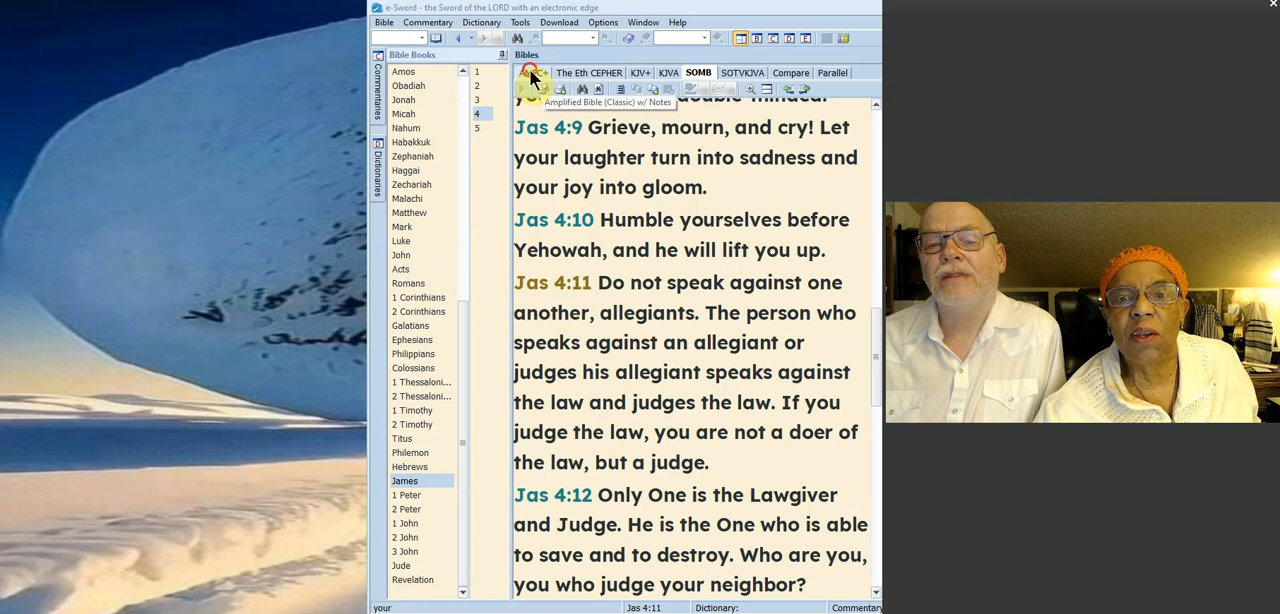 e-Sword - the Sword of the LORD with an electronic edge
Bible Commentary Dictionary Tools Download Options Window Help
B C D E
Bible Books
Bibles
Commentaries
Dictionaries
The Eth CEPHER KJV+ KJVA SOMB SOTVKJVA Compare Parallel
Amplified Bible (Classic) w/ Notes
Amos
Obadiah
Jonah
Micah
Nahum
Habakkuk
Zephaniah
Haggai
Zechariah
Malachi
Matthew
Mark
Luke
John
Acts
Romans
1 Corinthians
2 Corinthians
Galatians
Ephesians
Philippians
Colossians
1 Thessaloni...
2 Thessaloni...
1 Timothy
2 Timothy
Titus
Philemon
Hebrews
James
1 Peter
2 Peter
1 John
2 John
3 John
Jude
Revelation
1
2
3
4
5
double-minded.
Jas 4:9 Grieve, mourn, and cry! Let
your laughter turn into sadness and
your joy into gloom.
Jas 4:10 Humble yourselves before
Yehowah, and he will lift you up.
Jas 4:11 Do not speak against one
another, allegiants. The person who
speaks against an allegiant or
judges his allegiant speaks against
the law and judges the law. If you
judge the law, you are not a doer of
the law, but a judge.
Jas 4:12 Only One is the Lawgiver
and Judge. He is the One who is able
to save and to destroy. Who are you,
you who judge your neighbor?
your Jas 4:11 Dictionary: Commentary